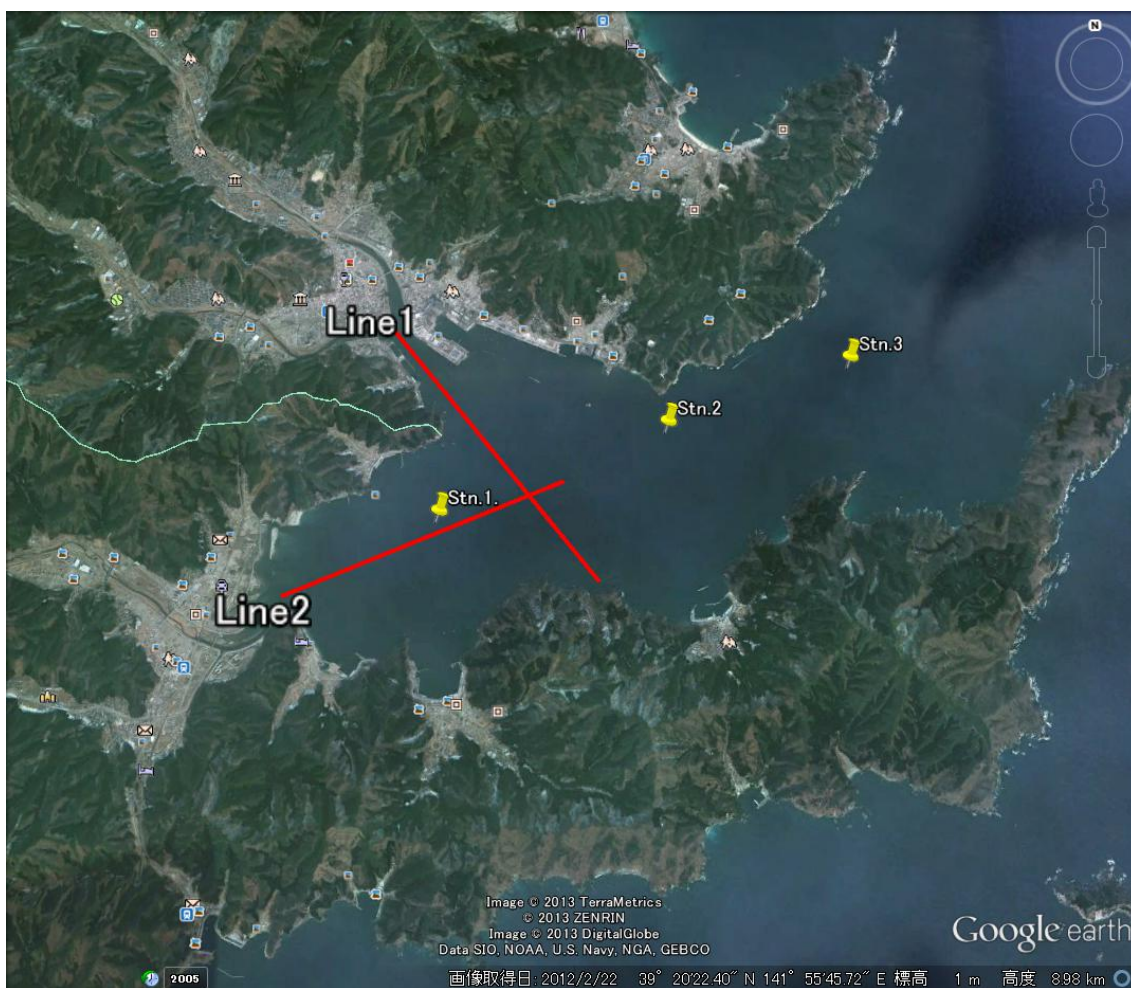 N
Line1
Stn.3
Stn.2
Stn.1.
Line2
Image © 2013 TerraMetrics
© 2013 ZENRIN
Image © 2013 DigitalGlobe
Data SIO, NOAA, U.S. Navy, NGA, GEBCO
Google earth
2005
画像取得日: 2012/2/22 39° 20'22.40" N 141° 55'45.72" E 標高 1 m 高度 8.98 km